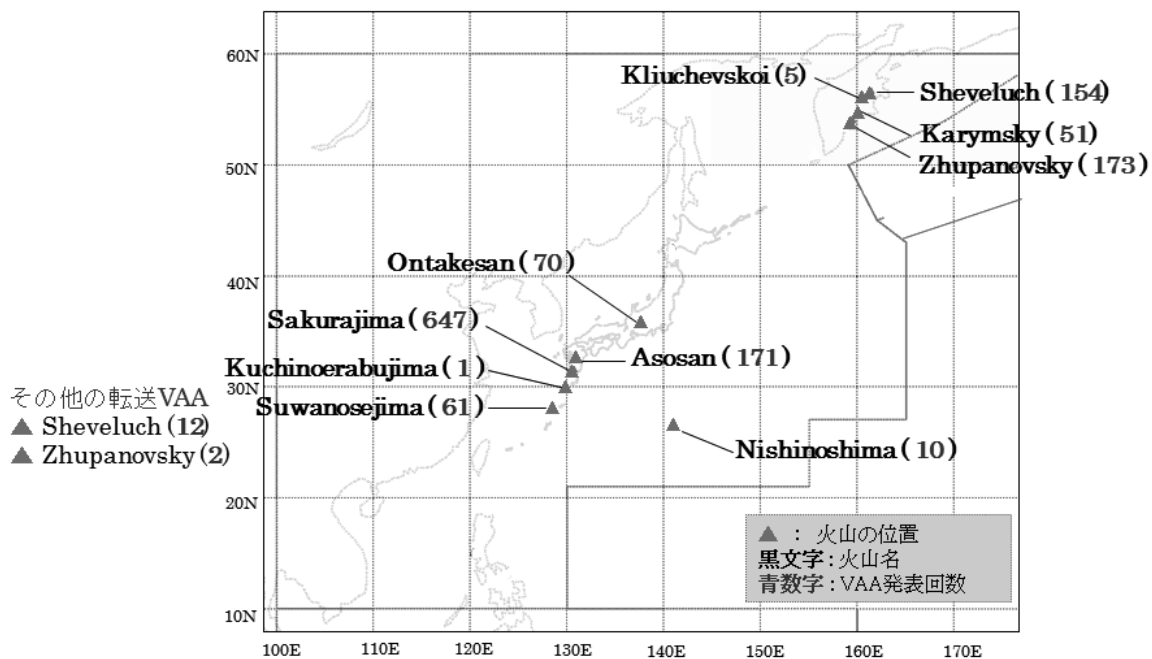 60N
Kliuchevskoi (5)
Sheveluch (154)
Karymsky (51)
Zhupanovsky (173)
50N
Ontakesan (70)
40N
Sakurajima (647)
Asosan (171)
Kuchinoerabujima (1)
30N
Suwanosejima (61)
その他の転送VAA
▲ Sheveluch (12)
▲ Zhupanovsky (2)
Nishinoshima (10)
20N
▲ : 火山の位置
黒文字:火山名
青数字:VAA発表回数
10N
100E 110E 120E 130E 140E 150E 160E 170E